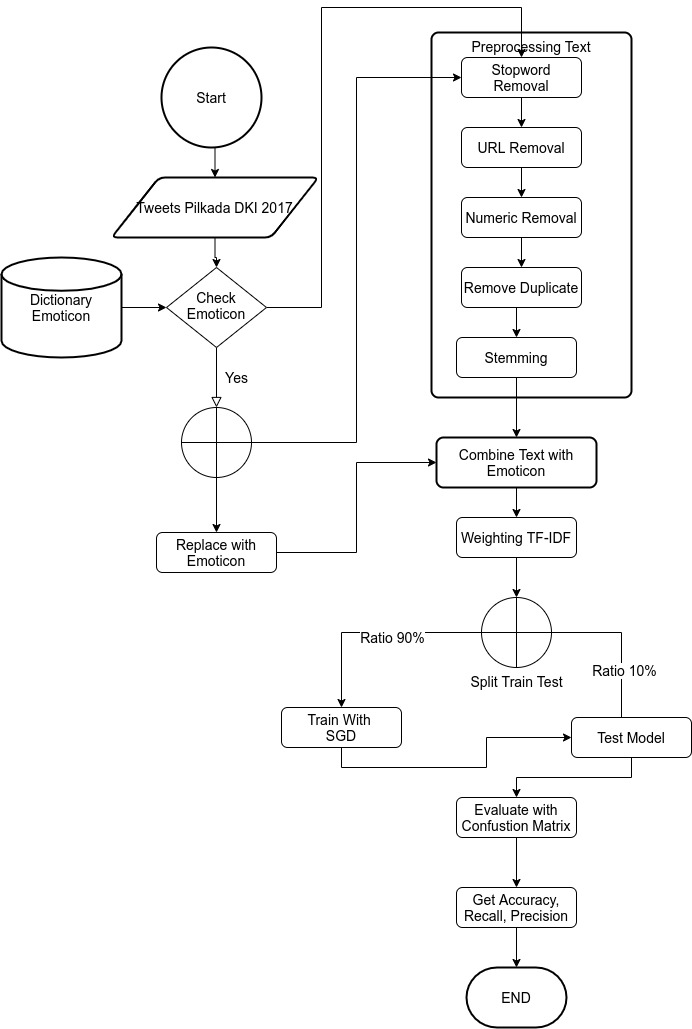 Start
Tweets Pilkada DKI 2017
Dictionary
Emoticon
Check
Emoticon
Yes
Replace with
Emoticon
Preprocessing Text
Stopword
Removal
URL Removal
Numeric Removal
Remove Duplicate
Stemming
Combine Text with
Emoticon
Weighting TF-IDF
Split Train Test
Ratio 90%
Ratio 10%
Train With
SGD
Test Model
Evaluate with
Confustion Matrix
Get Accuracy,
Recall, Precision
END